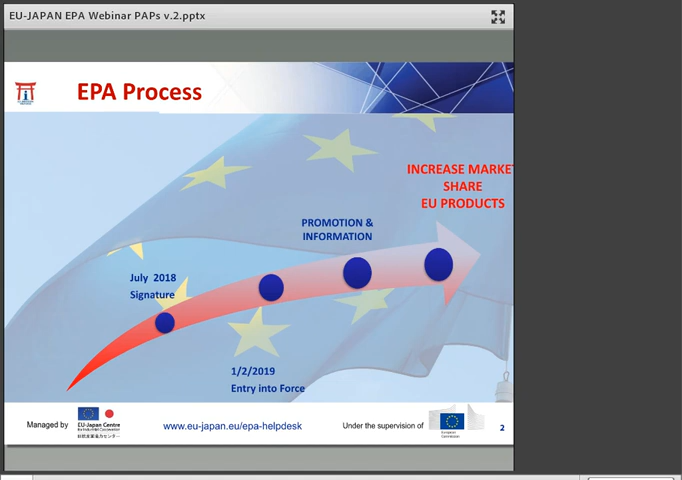 EU-JAPAN EPA Webinar PAPs v.2.pptx
EPA Process
INCREASE MARKET
SHARE
EU PRODUCTS
PROMOTION &
INFORMATION
July 2018
Signature
1/2/2019
Entry into Force
Managed by
EU-Japan Centre
www.eu-japan.eu/epa-helpdesk
Under the supervision of
European
Commission
2